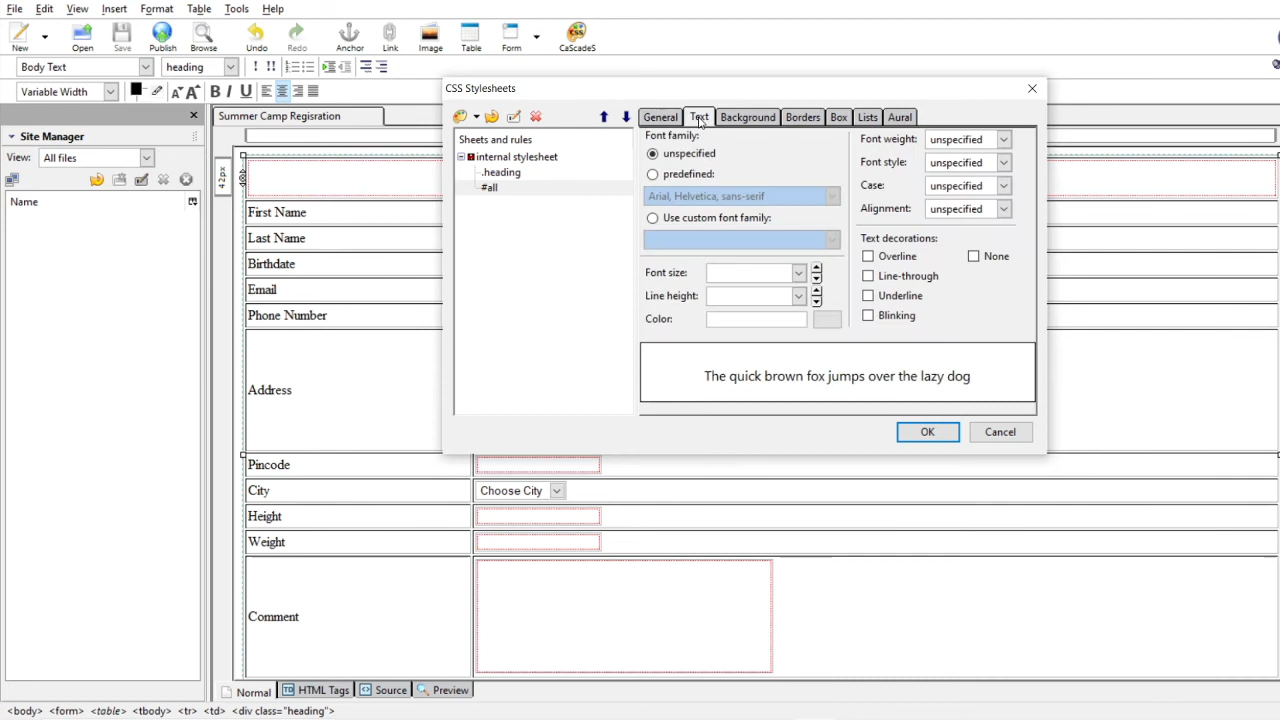 File Edit View Insert Format Table Tools Help
New Open Save Publish Browse Undo Redo Anchor Link Image Table Form CaScadeS
Body Text heading ! !!
Variable Width B I U
Site Manager
View: All files
Name
Summer Camp Regisration
42px
First Name
Last Name
Birthdate
Email
Phone Number
Address
Pincode
City Choose City
Height
Weight
Comment
CSS Stylesheets
Sheets and rules
internal stylesheet
.heading
#all
General Text Background Borders Box Lists Aural
Font family:
unspecified
predefined:
Arial, Helvetica, sans-serif
Use custom font family:
Font size:
Line height:
Color:
Font weight: unspecified
Font style: unspecified
Case: unspecified
Alignment: unspecified
Text decorations:
Overline None
Line-through
Underline
Blinking
The quick brown fox jumps over the lazy dog
OK Cancel
Normal TD HTML Tags Source Preview
<body> <form> <table> <tbody> <tr> <td> <div class="heading">